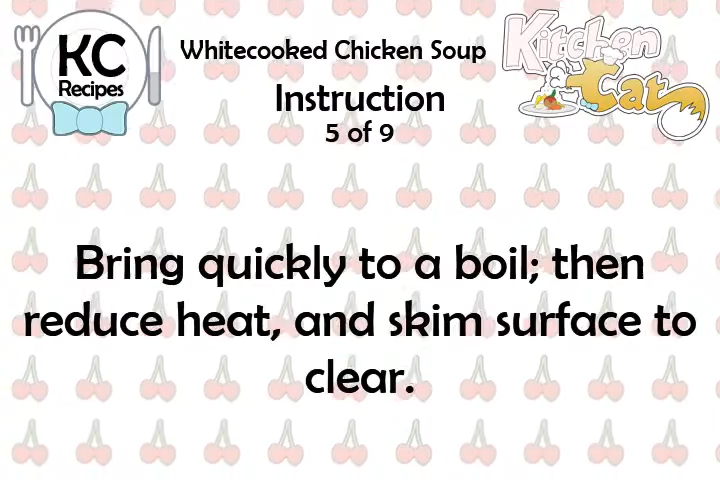 KC
Recipes
Whitecooked Chicken Soup
Kitchen
Cat
Instruction
5 of 9
Bring quickly to a boil; then
reduce heat, and skim surface to
clear.